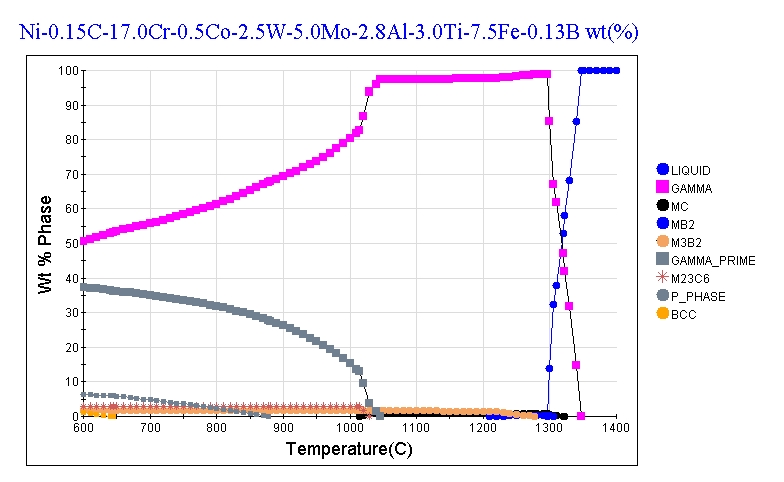 Ni-0.15C-17.0Cr-0.5Co-2.5W-5.0Mo-2.8Al-3.0Ti-7.5Fe-0.13B wt(%)
100
90
80
70
60
50
40
30
20
10
0
Wt % Phase
600 700 800 900 1000 1100 1200 1300 1400
Temperature(C)
LIQUID
GAMMA
MC
MB2
M3B2
GAMMA_PRIME
M23C6
P_PHASE
BCC